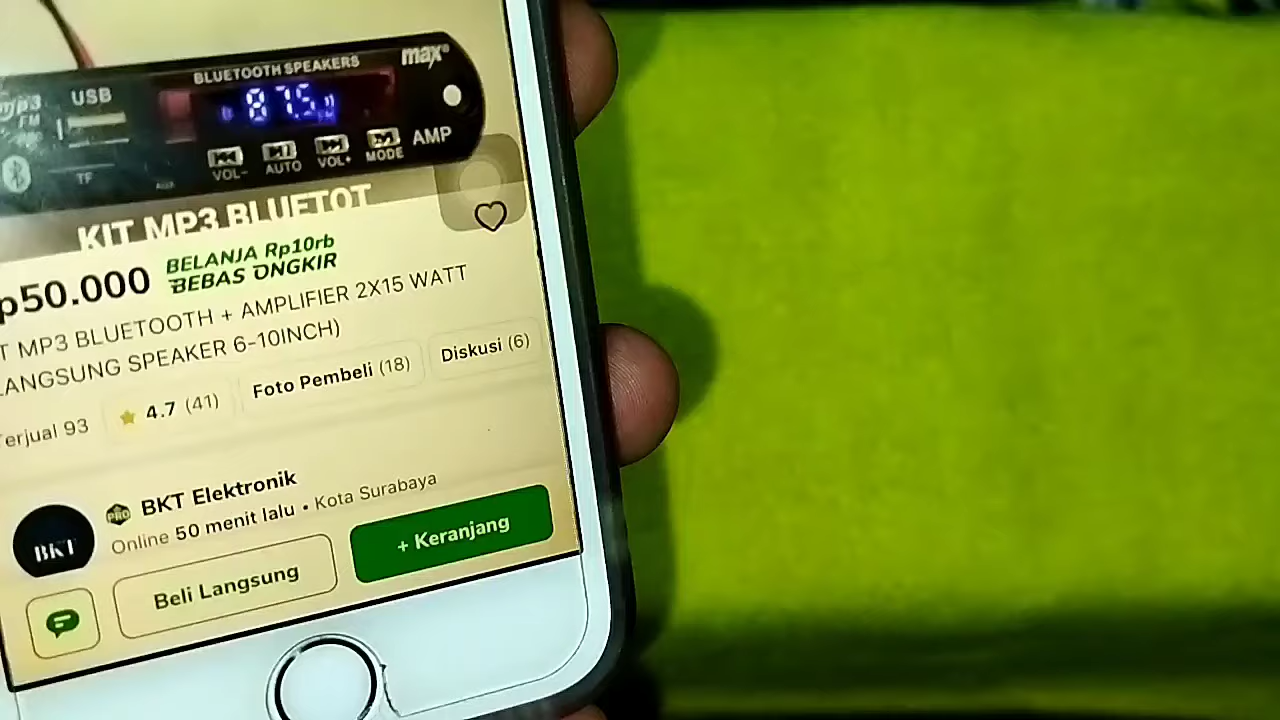 BLUETOOTH SPEAKERS
max
mp3
FM
USB
87.5
TF
VOL-
AUTO
VOL+
MODE
AMP
KIT MP3 BLUETOT
p50.000
BELANJA Rp10rb
BEBAS ONGKIR
T MP3 BLUETOOTH + AMPLIFIER 2X15 WATT
LANGSUNG SPEAKER 6-10INCH)
Terjual 93
4.7 (41)
Foto Pembeli (18)
Diskusi (6)
BKT
PRO
BKT Elektronik
Online 50 menit lalu • Kota Surabaya
Beli Langsung
+ Keranjang